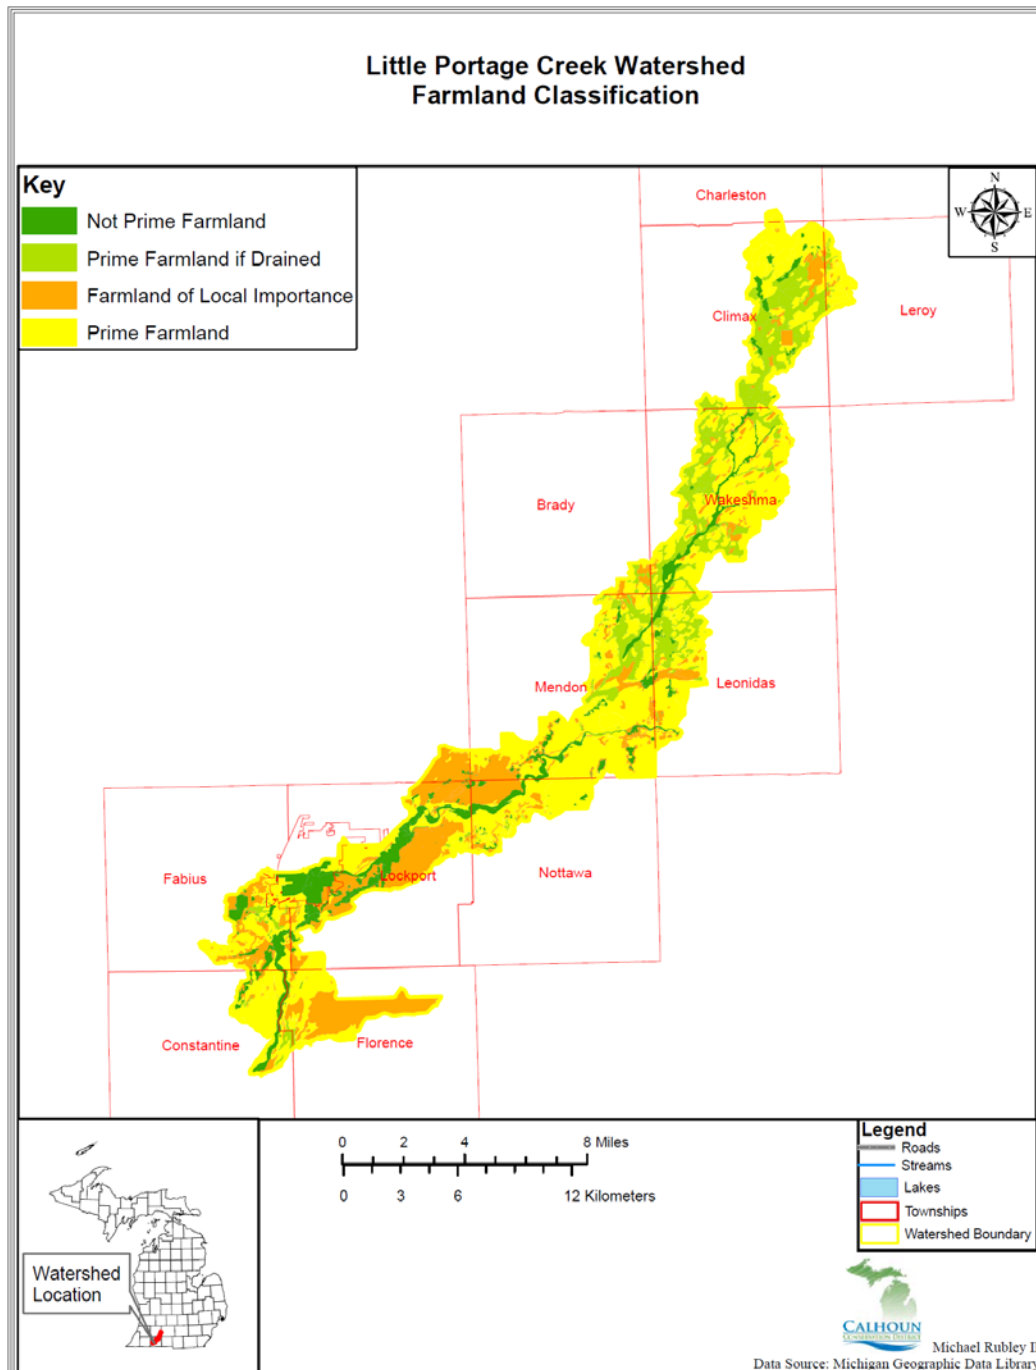 Little Portage Creek Watershed
Farmland Classification
Key
Not Prime Farmland
Prime Farmland if Drained
Farmland of Local Importance
Prime Farmland
N
W
E
S
Charleston
Climax
Leroy
Brady
Wakeshma
Mendon
Leonidas
Fabius
Lockport
Nottawa
Constantine
Florence
Watershed
Location
0 2 4 8 Miles
0 3 6 12 Kilometers
Legend
Roads
Streams
Lakes
Townships
Watershed Boundary
CALHOUN
CONSERVATION DISTRICT
Michael Rubley
Data Source: Michigan Geographic Data Library